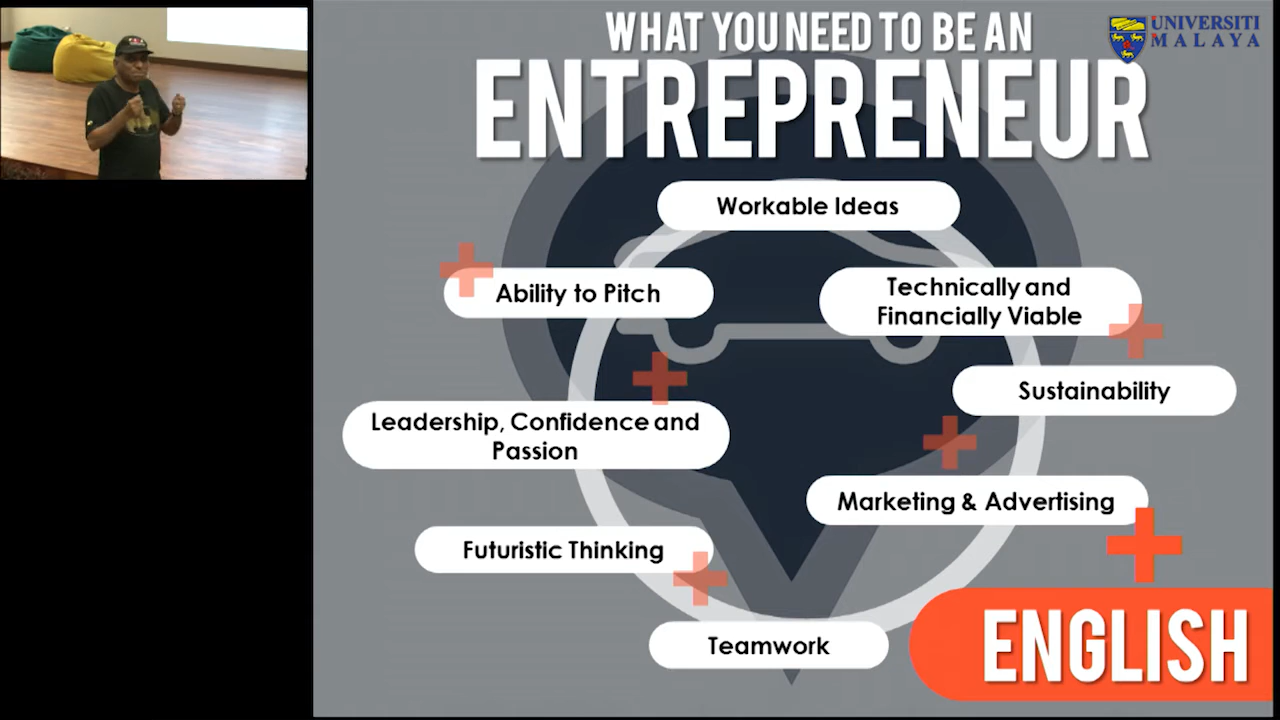 WHAT YOU NEED TO BE AN
ENTREPRENEUR
UNIVERSITI
MALAYA
Workable Ideas
Ability to Pitch
Technically and
Financially Viable
Sustainability
Leadership, Confidence and
Passion
Marketing & Advertising
Futuristic Thinking
Teamwork
ENGLISH